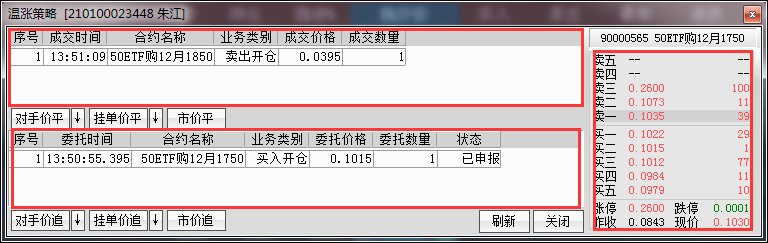 温涨策略 [210100023448 朱江]
序号 成交时间 合约名称 业务类别 成交价格 成交数量
1 13:51:09 50ETF购12月1850 卖出开仓 0.0395 1
对手价平 ↓ 挂单价平 ↓ 市价平
序号 委托时间 合约名称 业务类别 委托价格 委托数量 状态
1 13:50:55.395 50ETF购12月1750 买入开仓 0.1015 1 已申报
对手价追 ↓ 挂单价追 ↓ 市价追 刷新 关闭
90000565 50ETF购12月1750
卖五 -- --
卖四 -- --
卖三 0.2600 100
卖二 0.1073 11
卖一 0.1035 39
买一 0.1022 29
买二 0.1015 1
买三 0.1012 77
买四 0.0984 11
买五 0.0979 10
涨停 0.2600 跌停 0.0001
昨收 0.0843 现价 0.1030